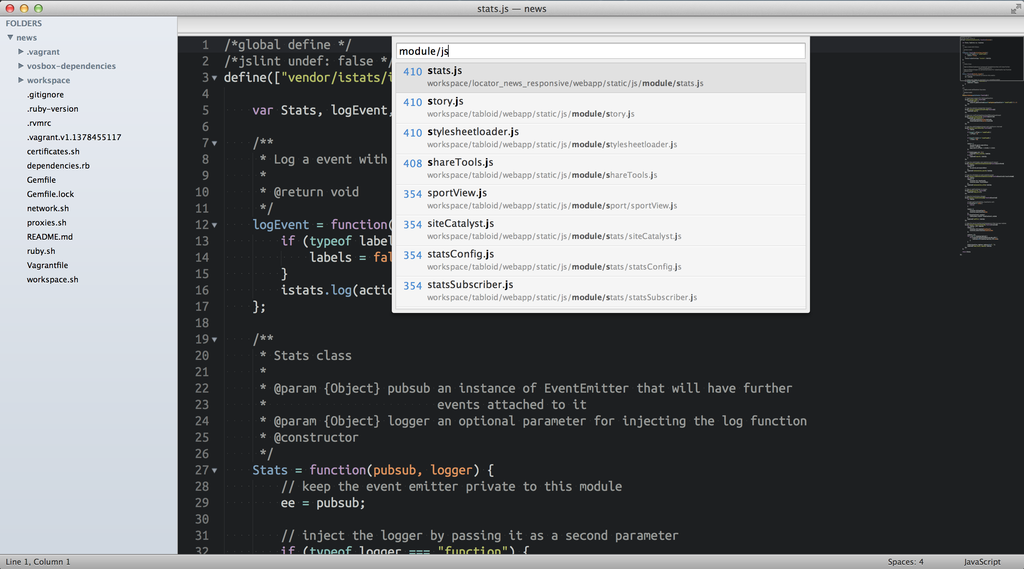 stats.js — news
FOLDERS
news
.vagrant
vosbox-dependencies
workspace
.gitignore
.ruby-version
.rvmrc
.vagrant.v1.1378455117
certificates.sh
dependencies.rb
Gemfile
Gemfile.lock
network.sh
proxies.sh
README.md
ruby.sh
Vagrantfile
workspace.sh
module/js
410 stats.js
workspace/locator_news_responsive/webapp/static/js/module/stats.js
410 story.js
workspace/tabloid/webapp/static/js/module/story.js
410 stylesheetloader.js
workspace/tabloid/webapp/static/js/module/stylesheetloader.js
408 shareTools.js
workspace/tabloid/webapp/static/js/module/shareTools.js
354 sportView.js
workspace/tabloid/webapp/static/js/module/sport/sportView.js
354 siteCatalyst.js
workspace/tabloid/webapp/static/js/module/stats/siteCatalyst.js
354 statsConfig.js
workspace/tabloid/webapp/static/js/module/stats/statsConfig.js
354 statsSubscriber.js
workspace/tabloid/webapp/static/js/module/stats/statsSubscriber.js
1 /*global define */
2 /*jslint undef: false */
3 define(["vendor/istats/
4
5 var Stats, logEvent,
6
7 /**
8 * Log a event with
9 *
10 * @return void
11 */
12 logEvent = function(
13 if (typeof label
14 labels = fal
15 }
16 istats.log(actio
17 };
18
19 /**
20 * Stats class
21 *
22 * @param {Object} pubsub an instance of EventEmitter that will have further
23 * events attached to it
24 * @param {Object} logger an optional parameter for injecting the log function
25 * @constructor
26 */
27 Stats = function(pubsub, logger) {
28 // keep the event emitter private to this module
29 ee = pubsub;
30
31 // inject the logger by passing it as a second parameter
32 if (typeof logger === "function") {
Line 1, Column 1
Spaces: 4
JavaScript